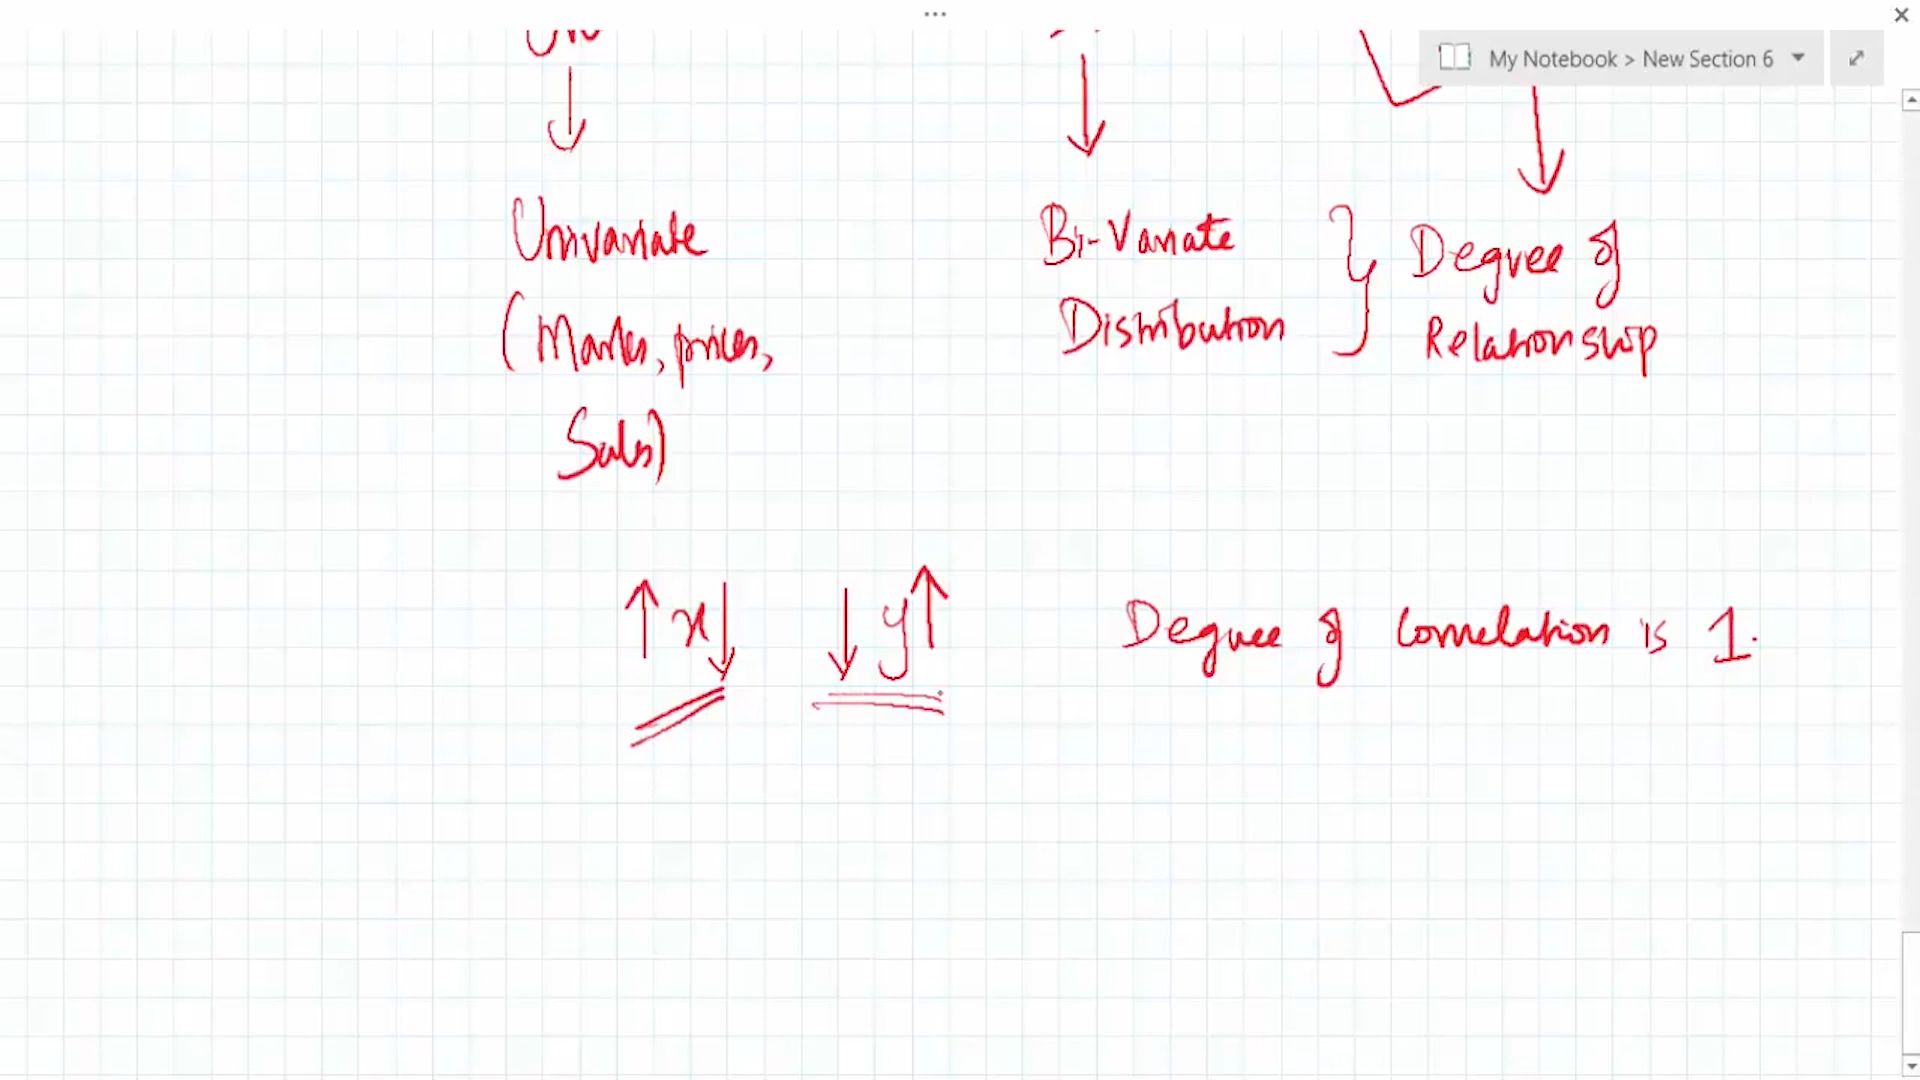 ...
My Notebook > New Section 6
Univariate
(Marks, prices,
Sales)
Bi-Variate
Distribution
Degree of
Relationship
↑ x ↓ ↓ y ↑
Degree of Correlation is 1.